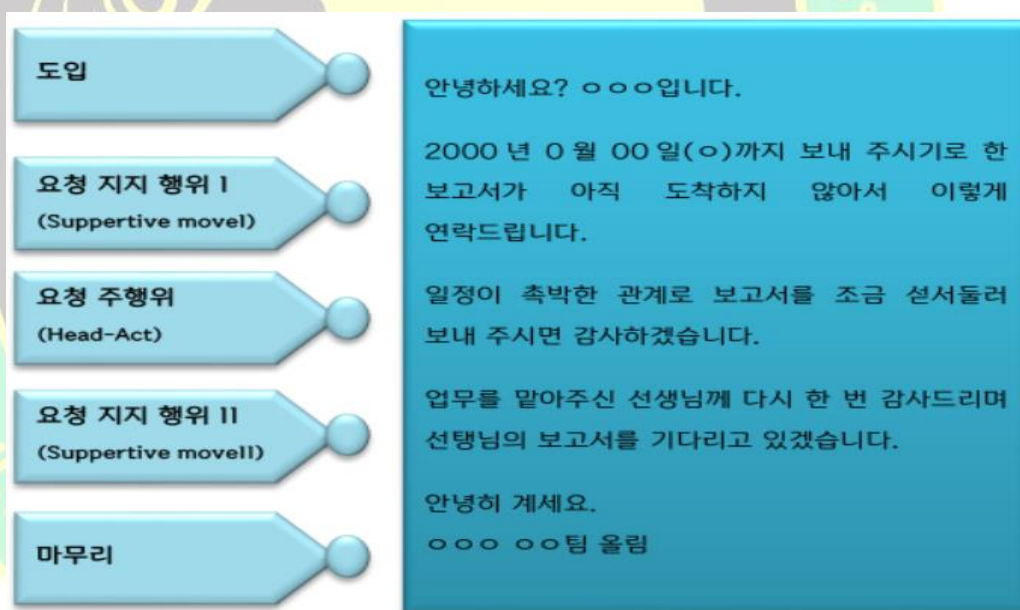 도입
요청 지지 행위 I
(Suppertive moveI)
요청 주행위
(Head-Act)
요청 지지 행위 II
(Suppertive moveII)
마무리
안녕하세요? ㅇㅇㅇ입니다.
2000 년 0 월 00 일(ㅇ)까지 보내 주시기로 한
보고서가 아직 도착하지 않아서 이렇게
연락드립니다.
일정이 촉박한 관계로 보고서를 조금 섣서둘러
보내 주시면 감사하겠습니다.
업무를 맡아주신 선생님께 다시 한 번 감사드리며
선탱님의 보고서를 기다리고 있겠습니다.
안녕히 계세요.
ㅇㅇㅇ ㅇㅇ팀 올림